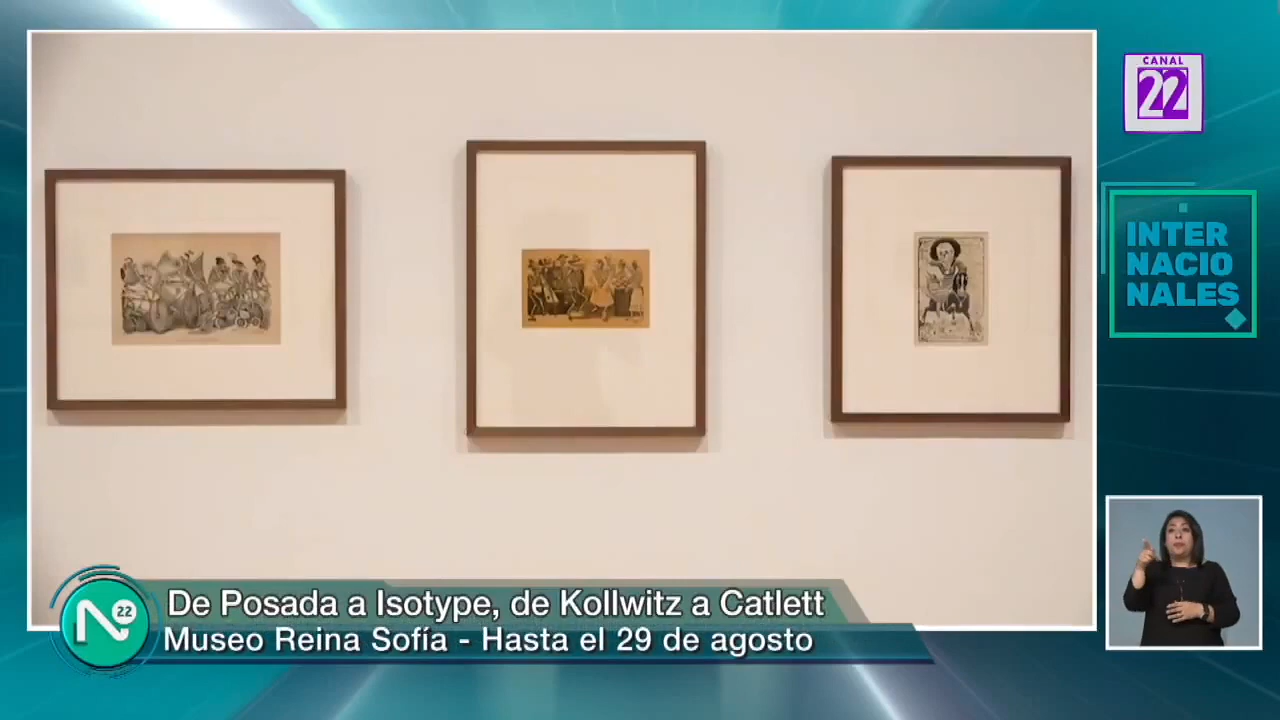 CANAL
22
INTER
NACIO
NALES
N22
De Posada a Isotype, de Kollwitz a Catlett
Museo Reina Sofía - Hasta el 29 de agosto